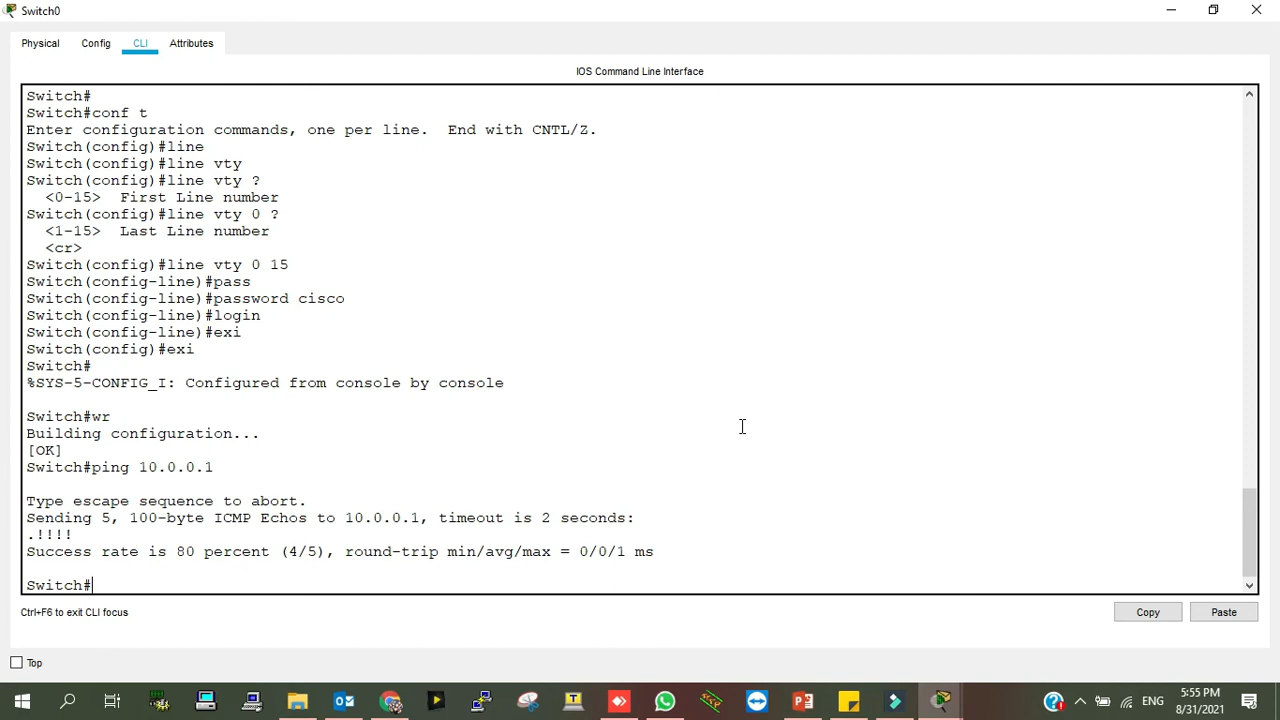 Switch0
Physical Config CLI Attributes
IOS Command Line Interface
Switch#
Switch#conf t
Enter configuration commands, one per line.  End with CNTL/Z.
Switch(config)#line
Switch(config)#line vty
Switch(config)#line vty ?
  <0-15>  First Line number
Switch(config)#line vty 0 ?
  <1-15>  Last Line number
  <cr>
Switch(config)#line vty 0 15
Switch(config-line)#pass
Switch(config-line)#password cisco
Switch(config-line)#login
Switch(config-line)#exi
Switch(config)#exi
Switch#
%SYS-5-CONFIG_I: Configured from console by console
Switch#wr
Building configuration...
[OK]
Switch#ping 10.0.0.1
Type escape sequence to abort.
Sending 5, 100-byte ICMP Echos to 10.0.0.1, timeout is 2 seconds:
.!!!!
Success rate is 80 percent (4/5), round-trip min/avg/max = 0/0/1 ms
Switch#
Ctrl+F6 to exit CLI focus
Copy Paste
Top
ENG
5:55 PM
8/31/2021